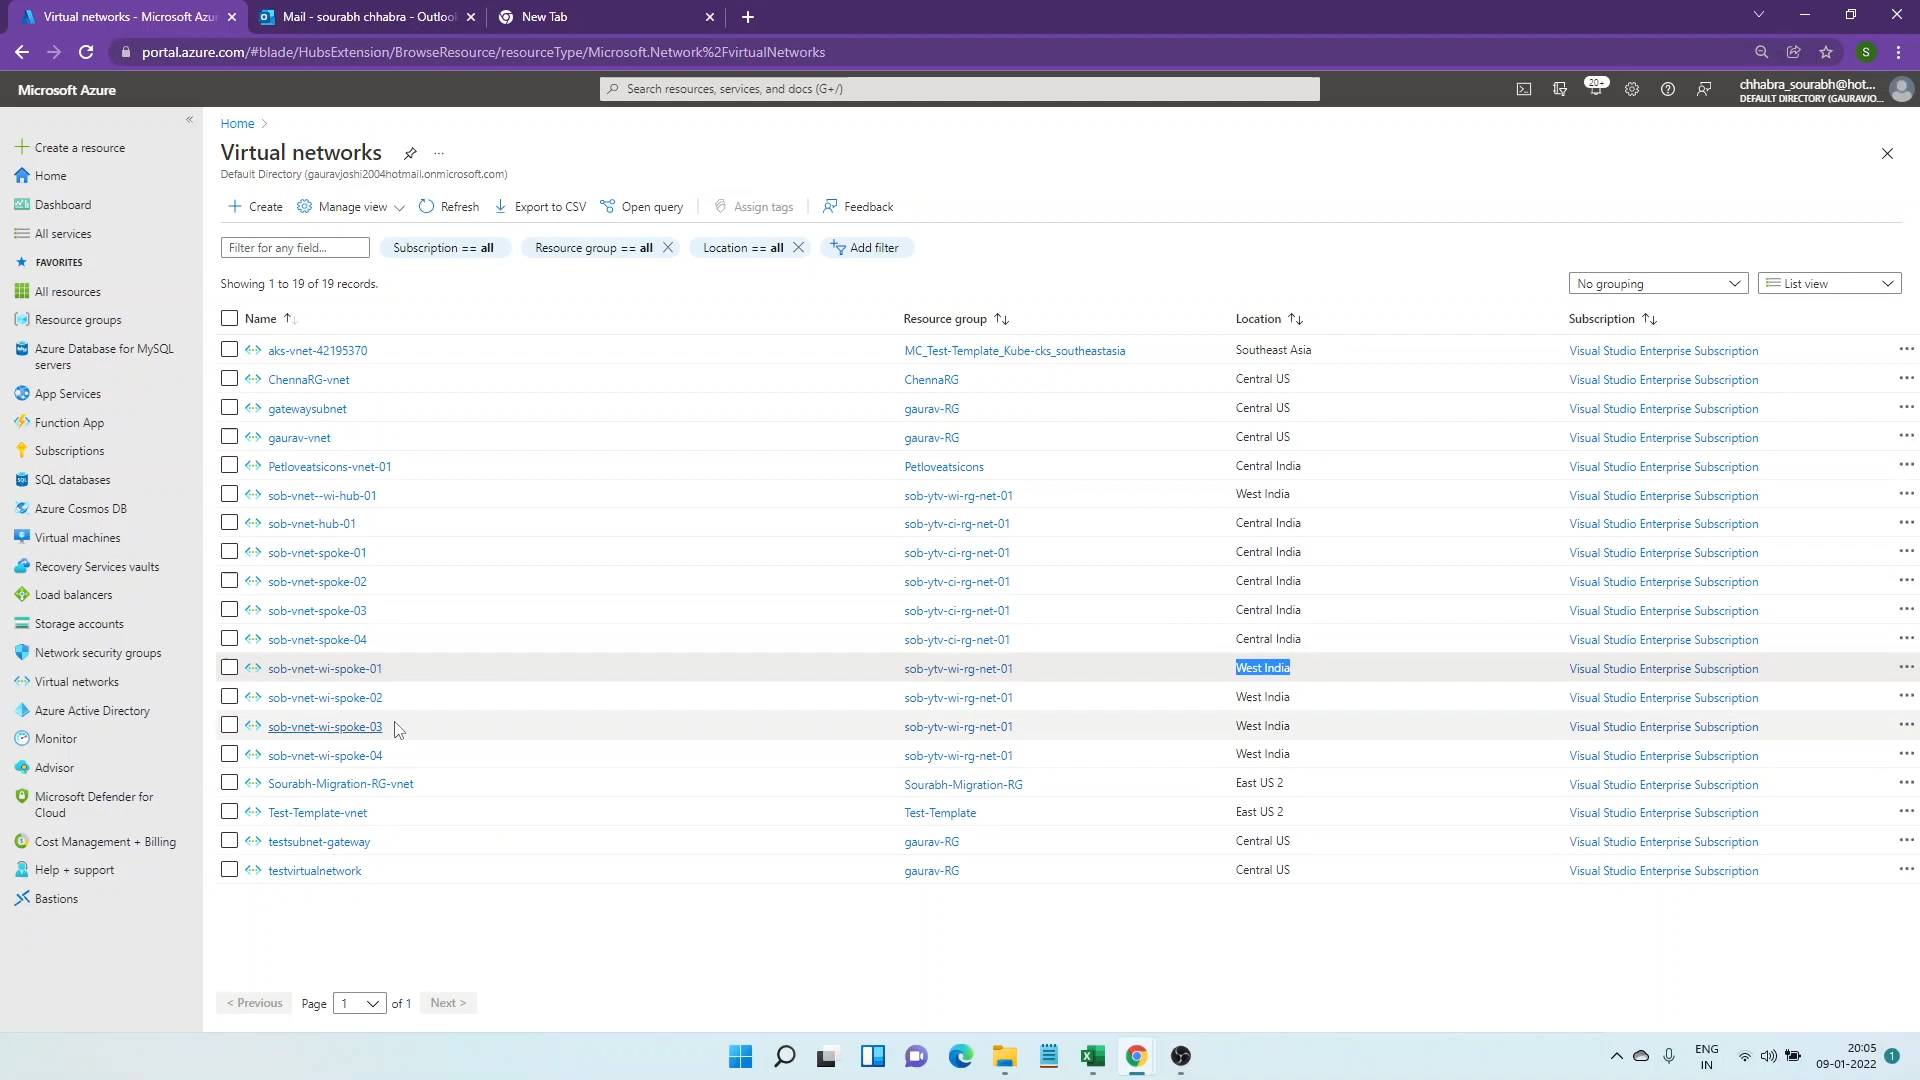 Virtual networks - Microsoft Azu
Mail - sourabh chhabra - Outlook
New Tab
portal.azure.com/#blade/HubsExtension/BrowseResource/resourceType/Microsoft.Network%2FvirtualNetworks
S
Microsoft Azure
Search resources, services, and docs (G+/)
20+
chhabra_sourabh@hot...
DEFAULT DIRECTORY (GAURAVJO...
Create a resource
Home
Dashboard
All services
FAVORITES
All resources
Resource groups
Azure Database for MySQL
servers
App Services
Function App
Subscriptions
SQL databases
Azure Cosmos DB
Virtual machines
Recovery Services vaults
Load balancers
Storage accounts
Network security groups
Virtual networks
Azure Active Directory
Monitor
Advisor
Microsoft Defender for
Cloud
Cost Management + Billing
Help + support
Bastions
Home >
Virtual networks ...
Default Directory (gauravjoshi2004hotmail.onmicrosoft.com)
Create Manage view Refresh Export to CSV Open query Assign tags Feedback
Filter for any field... Subscription == all Resource group == all Location == all Add filter
Showing 1 to 19 of 19 records. No grouping List view
Name Resource group Location Subscription
aks-vnet-42195370 MC_Test-Template_Kube-cks_southeastasia Southeast Asia Visual Studio Enterprise Subscription
ChennaRG-vnet ChennaRG Central US Visual Studio Enterprise Subscription
gatewaysubnet gaurav-RG Central US Visual Studio Enterprise Subscription
gaurav-vnet gaurav-RG Central US Visual Studio Enterprise Subscription
Petloveatsicons-vnet-01 Petloveatsicons Central India Visual Studio Enterprise Subscription
sob-vnet--wi-hub-01 sob-ytv-wi-rg-net-01 West India Visual Studio Enterprise Subscription
sob-vnet-hub-01 sob-ytv-ci-rg-net-01 Central India Visual Studio Enterprise Subscription
sob-vnet-spoke-01 sob-ytv-ci-rg-net-01 Central India Visual Studio Enterprise Subscription
sob-vnet-spoke-02 sob-ytv-ci-rg-net-01 Central India Visual Studio Enterprise Subscription
sob-vnet-spoke-03 sob-ytv-ci-rg-net-01 Central India Visual Studio Enterprise Subscription
sob-vnet-spoke-04 sob-ytv-ci-rg-net-01 Central India Visual Studio Enterprise Subscription
sob-vnet-wi-spoke-01 sob-ytv-wi-rg-net-01 West India Visual Studio Enterprise Subscription
sob-vnet-wi-spoke-02 sob-ytv-wi-rg-net-01 West India Visual Studio Enterprise Subscription
sob-vnet-wi-spoke-03 sob-ytv-wi-rg-net-01 West India Visual Studio Enterprise Subscription
sob-vnet-wi-spoke-04 sob-ytv-wi-rg-net-01 West India Visual Studio Enterprise Subscription
Sourabh-Migration-RG-vnet Sourabh-Migration-RG East US 2 Visual Studio Enterprise Subscription
Test-Template-vnet Test-Template East US 2 Visual Studio Enterprise Subscription
testsubnet-gateway gaurav-RG Central US Visual Studio Enterprise Subscription
testvirtualnetwork gaurav-RG Central US Visual Studio Enterprise Subscription
< Previous Page 1 of 1 Next >
ENG
IN
20:05
09-01-2022
1